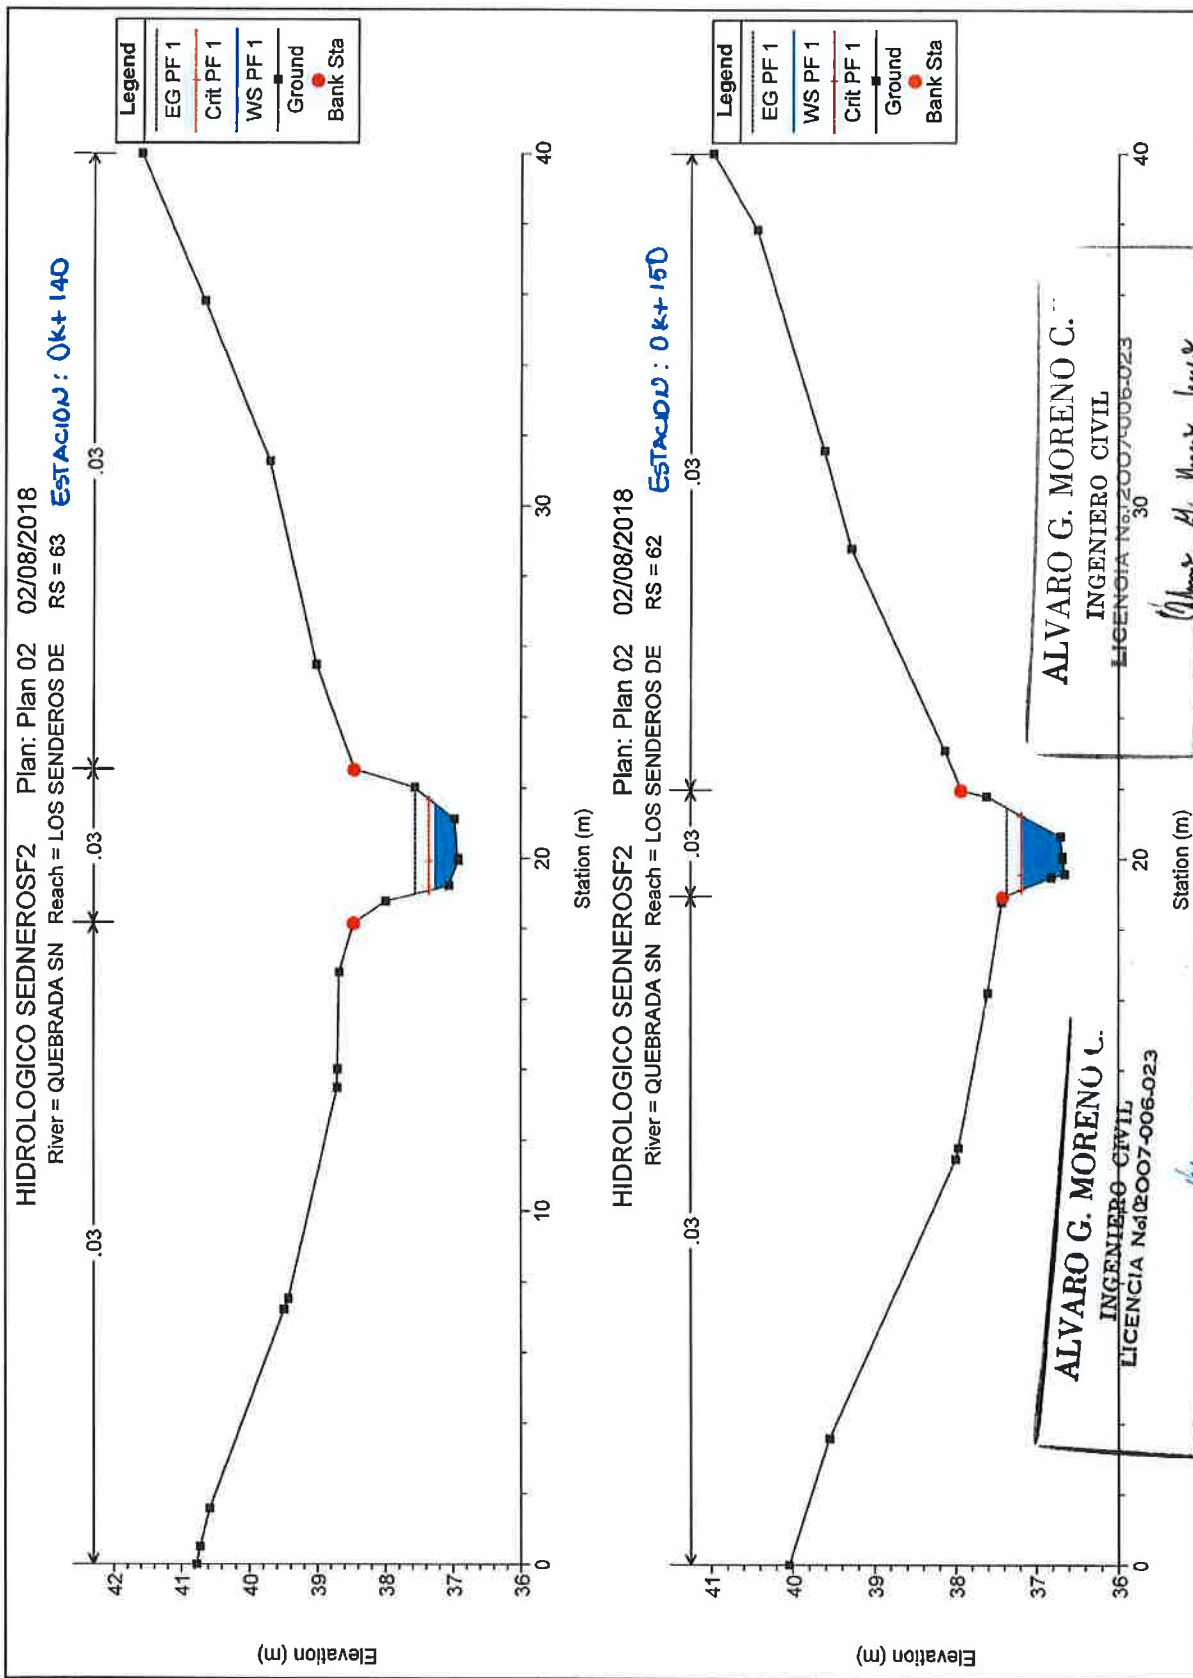 HIDROLOGICO SEDNEROSF2 Plan: Plan 02 02/08/2018
River = QUEBRADA SN Reach = LOS SENDEROS DE RS = 63
ESTACION: 0K+140
.03
.03
.03
Legend
EG PF 1
Crit PF 1
WS PF 1
Ground
Bank Sta
Elevation (m)
42
41
40
39
38
37
36
0
10
20
30
40
Station (m)
HIDROLOGICO SEDNEROSF2 Plan: Plan 02 02/08/2018
River = QUEBRADA SN Reach = LOS SENDEROS DE RS = 62
ESTACION: 0K+150
.03
.03
.03
Legend
EG PF 1
WS PF 1
Crit PF 1
Ground
Bank Sta
Elevation (m)
41
40
39
38
37
36
0
10
20
30
40
Station (m)
ALVARO G. MORENO C.
INGENIERO CIVIL
LICENCIA No.2007-006-023
ALVARO G. MORENO C.
INGENIERO CIVIL
LICENCIA No.2007-006-023